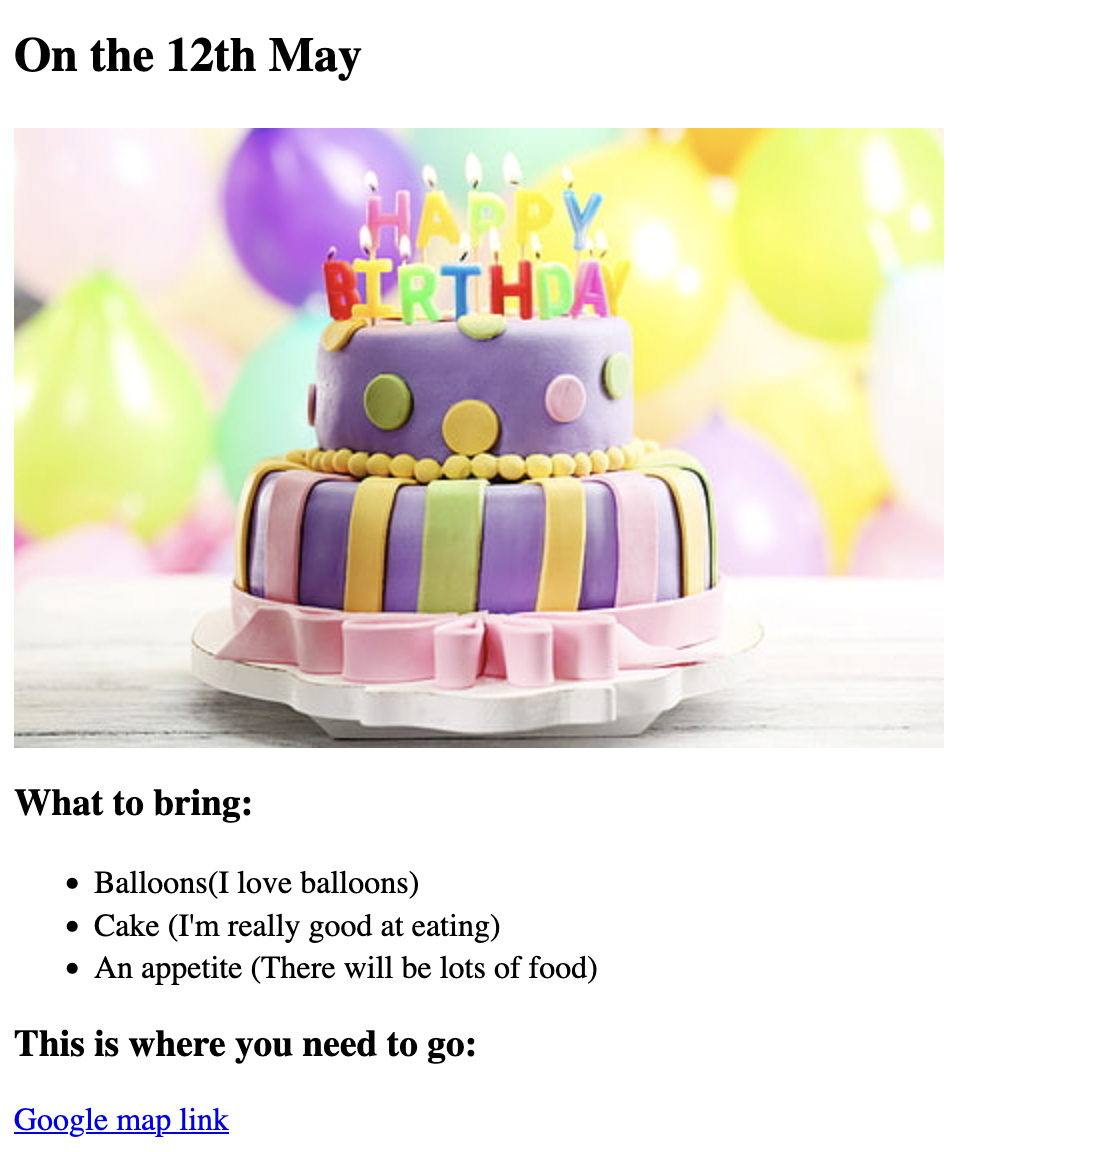 On the 12th May
HAPPY
BIRTHDAY
What to bring:
Balloons(I love balloons)
Cake (I'm really good at eating)
An appetite (There will be lots of food)
This is where you need to go:
Google map link